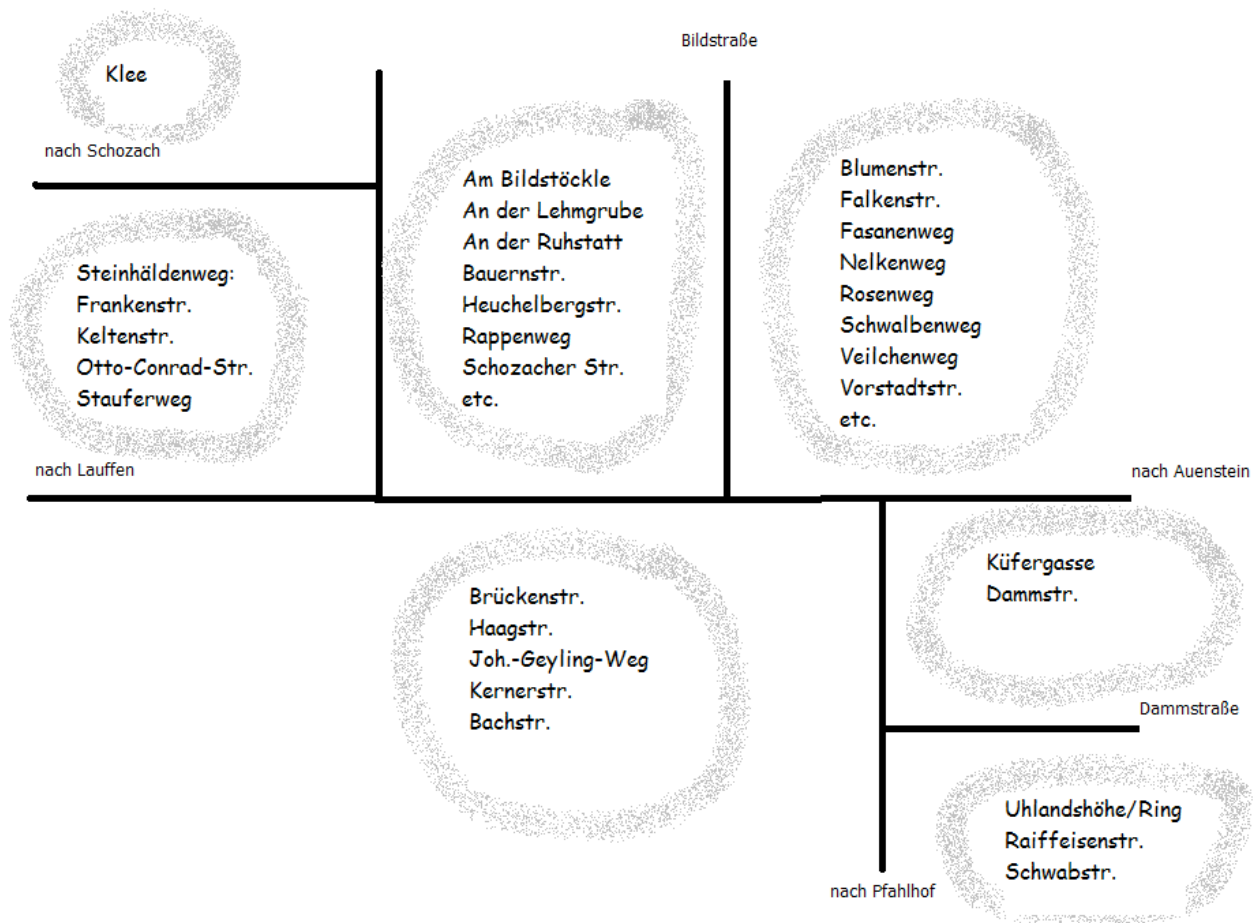 Bildstraße
Klee
nach Schozach
Am Bildstöckle
An der Lehmgrube
An der Ruhstatt
Bauernstr.
Heuchelbergstr.
Rappenweg
Schozacher Str.
etc.
Blumenstr.
Falkenstr.
Fasanenweg
Nelkenweg
Rosenweg
Schwalbenweg
Veilchenweg
Vorstadtstr.
etc.
Steinhäldenweg:
Frankenstr.
Keltenstr.
Otto-Conrad-Str.
Stauferweg
nach Lauffen
nach Auenstein
Brückenstr.
Haagstr.
Joh.-Geyling-Weg
Kernerstr.
Bachstr.
Küfergasse
Dammstr.
Dammstraße
Uhlandshöhe/Ring
Raiffeisenstr.
Schwabstr.
nach Pfahlhof